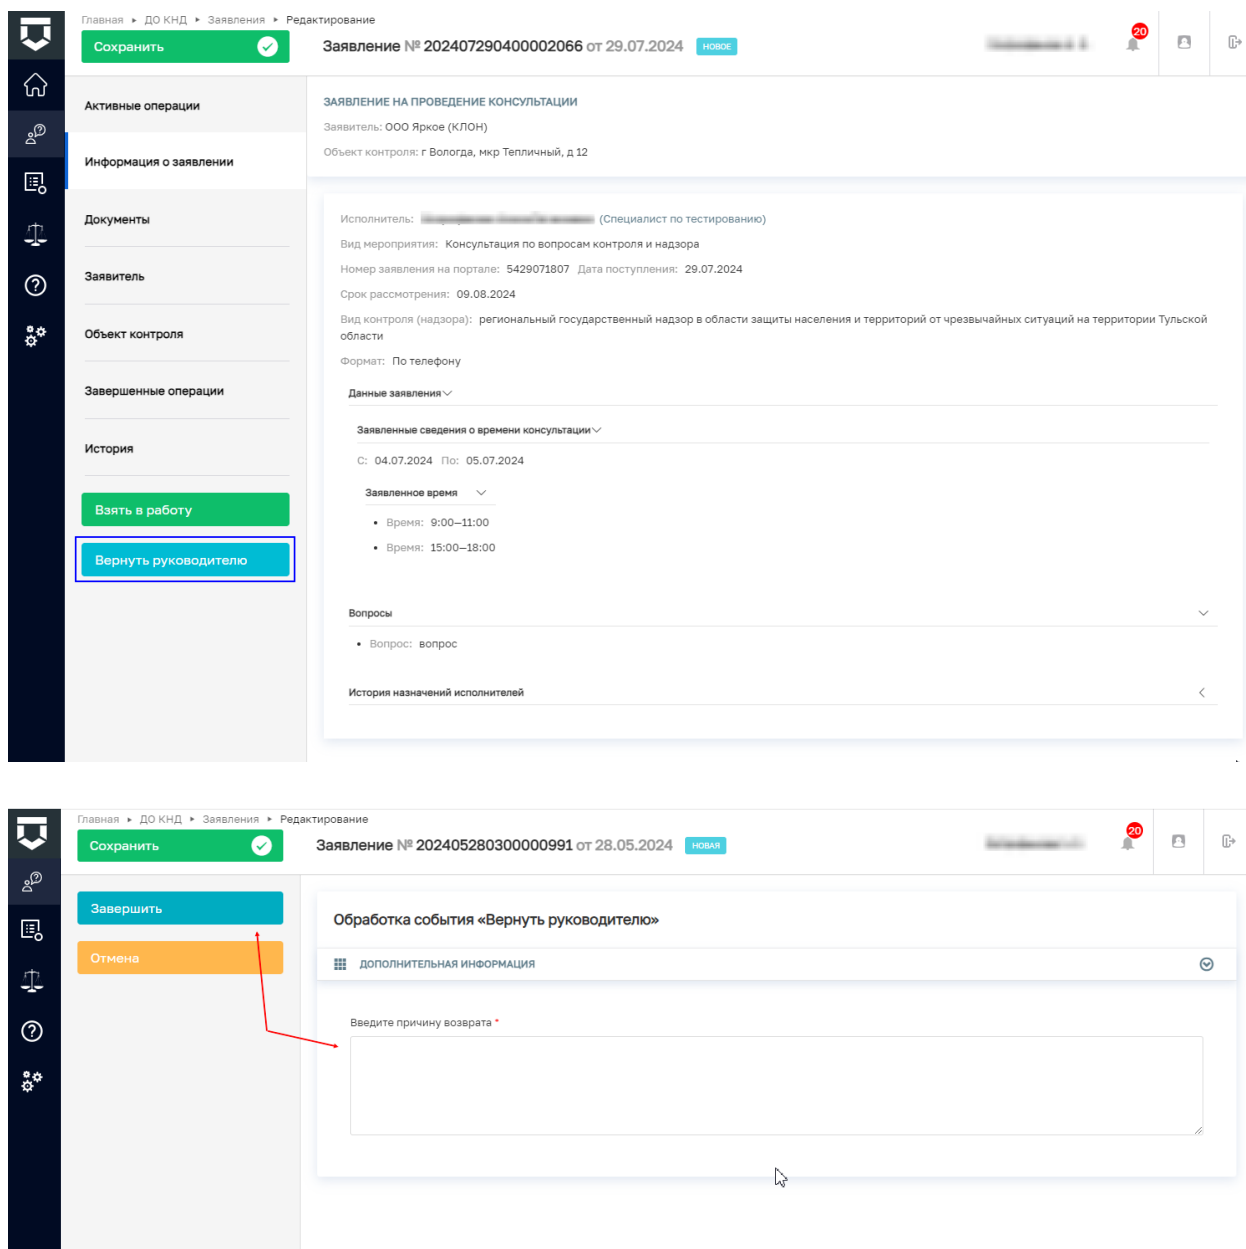 Главная ▸ ДО КНД ▸ Заявления ▸ Редактирование
Сохранить
Заявление № 202407290400002066 от 29.07.2024 НОВОЕ
20
Активные операции
Информация о заявлении
Документы
Заявитель
Объект контроля
Завершенные операции
История
Взять в работу
Вернуть руководителю
ЗАЯВЛЕНИЕ НА ПРОВЕДЕНИЕ КОНСУЛЬТАЦИИ
Заявитель: ООО Яркое (КЛОН)
Объект контроля: г Вологда, мкр Тепличный, д 12
Исполнитель: (Специалист по тестированию)
Вид мероприятия: Консультация по вопросам контроля и надзора
Номер заявления на портале: 5429071807 Дата поступления: 29.07.2024
Срок рассмотрения: 09.08.2024
Вид контроля (надзора): региональный государственный надзор в области защиты населения и территорий от чрезвычайных ситуаций на территории Тульской
области
Формат: По телефону
Данные заявления
Заявленные сведения о времени консультации
С: 04.07.2024 По: 05.07.2024
Заявленное время
• Время: 9:00—11:00
• Время: 15:00—18:00
Вопросы
• Вопрос: вопрос
История назначений исполнителей
Главная ▸ ДО КНД ▸ Заявления ▸ Редактирование
Сохранить
Заявление № 202405280300000991 от 28.05.2024 НОВАЯ
20
Завершить
Отмена
Обработка события «Вернуть руководителю»
ДОПОЛНИТЕЛЬНАЯ ИНФОРМАЦИЯ
Введите причину возврата *